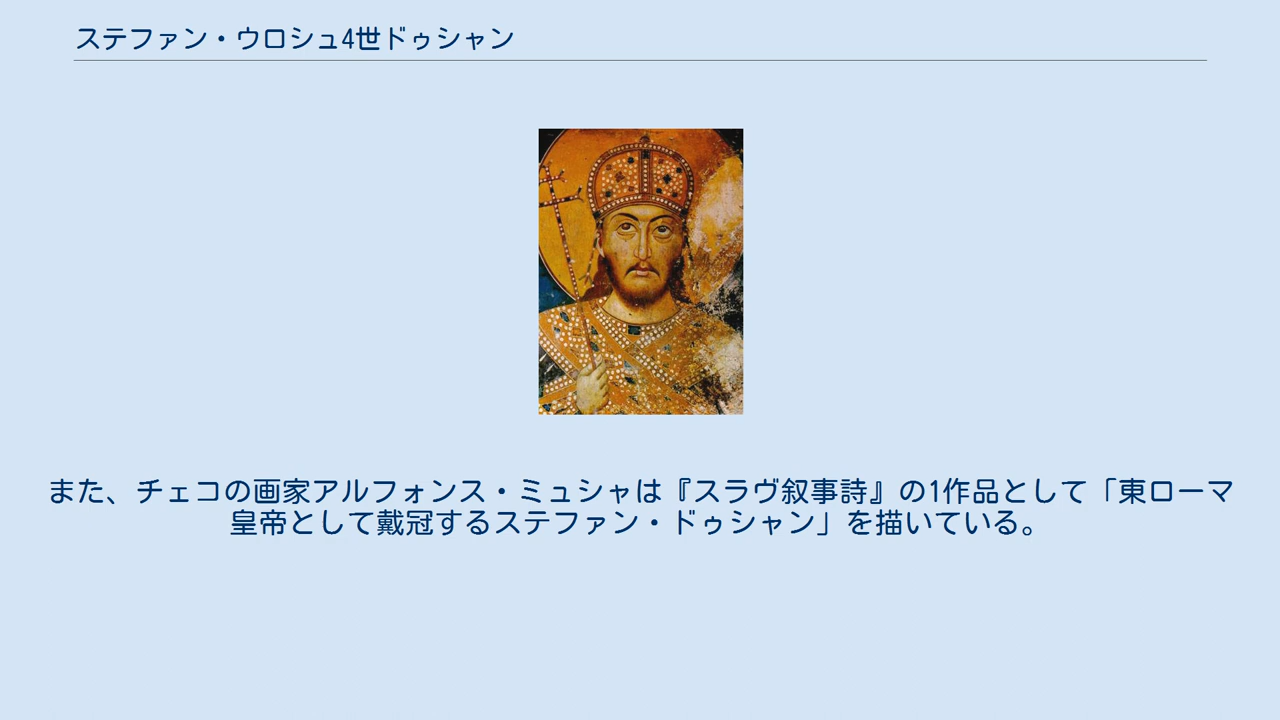 ステファン・ウロシュ4世ドゥシャン
また、チェコの画家アルフォンス・ミュシャは『スラヴ叙事詩』の1作品として「東ローマ
皇帝として戴冠するステファン・ドゥシャン」を描いている。